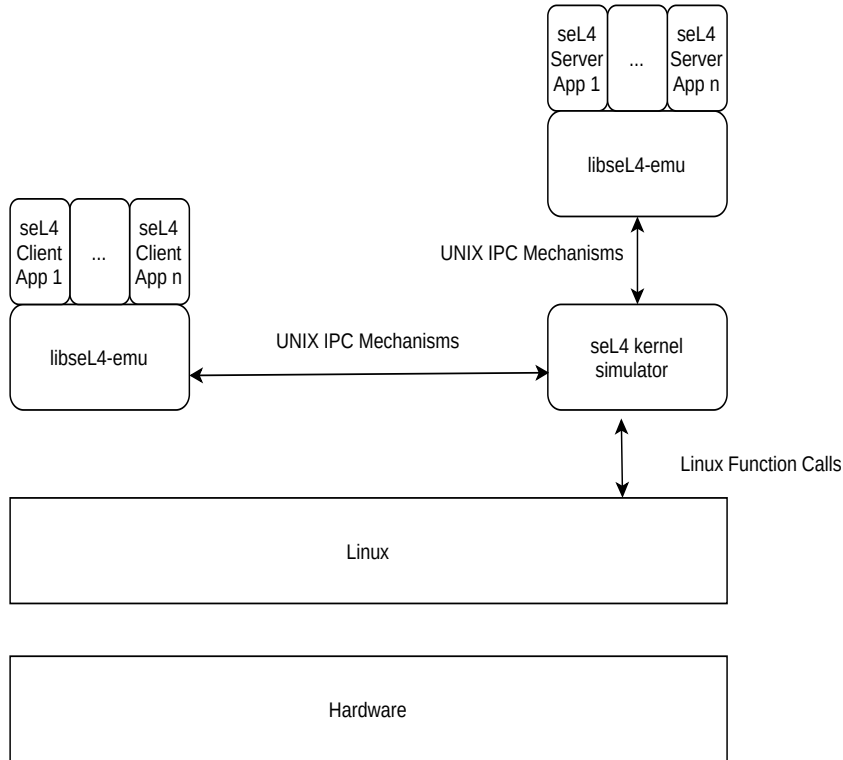 seL4
Server
App 1
...
seL4
Server
App n
libseL4-emu
UNIX IPC Mechanisms
seL4
Client
App 1
...
seL4
Client
App n
libseL4-emu
UNIX IPC Mechanisms
seL4 kernel
simulator
Linux Function Calls
Linux
Hardware